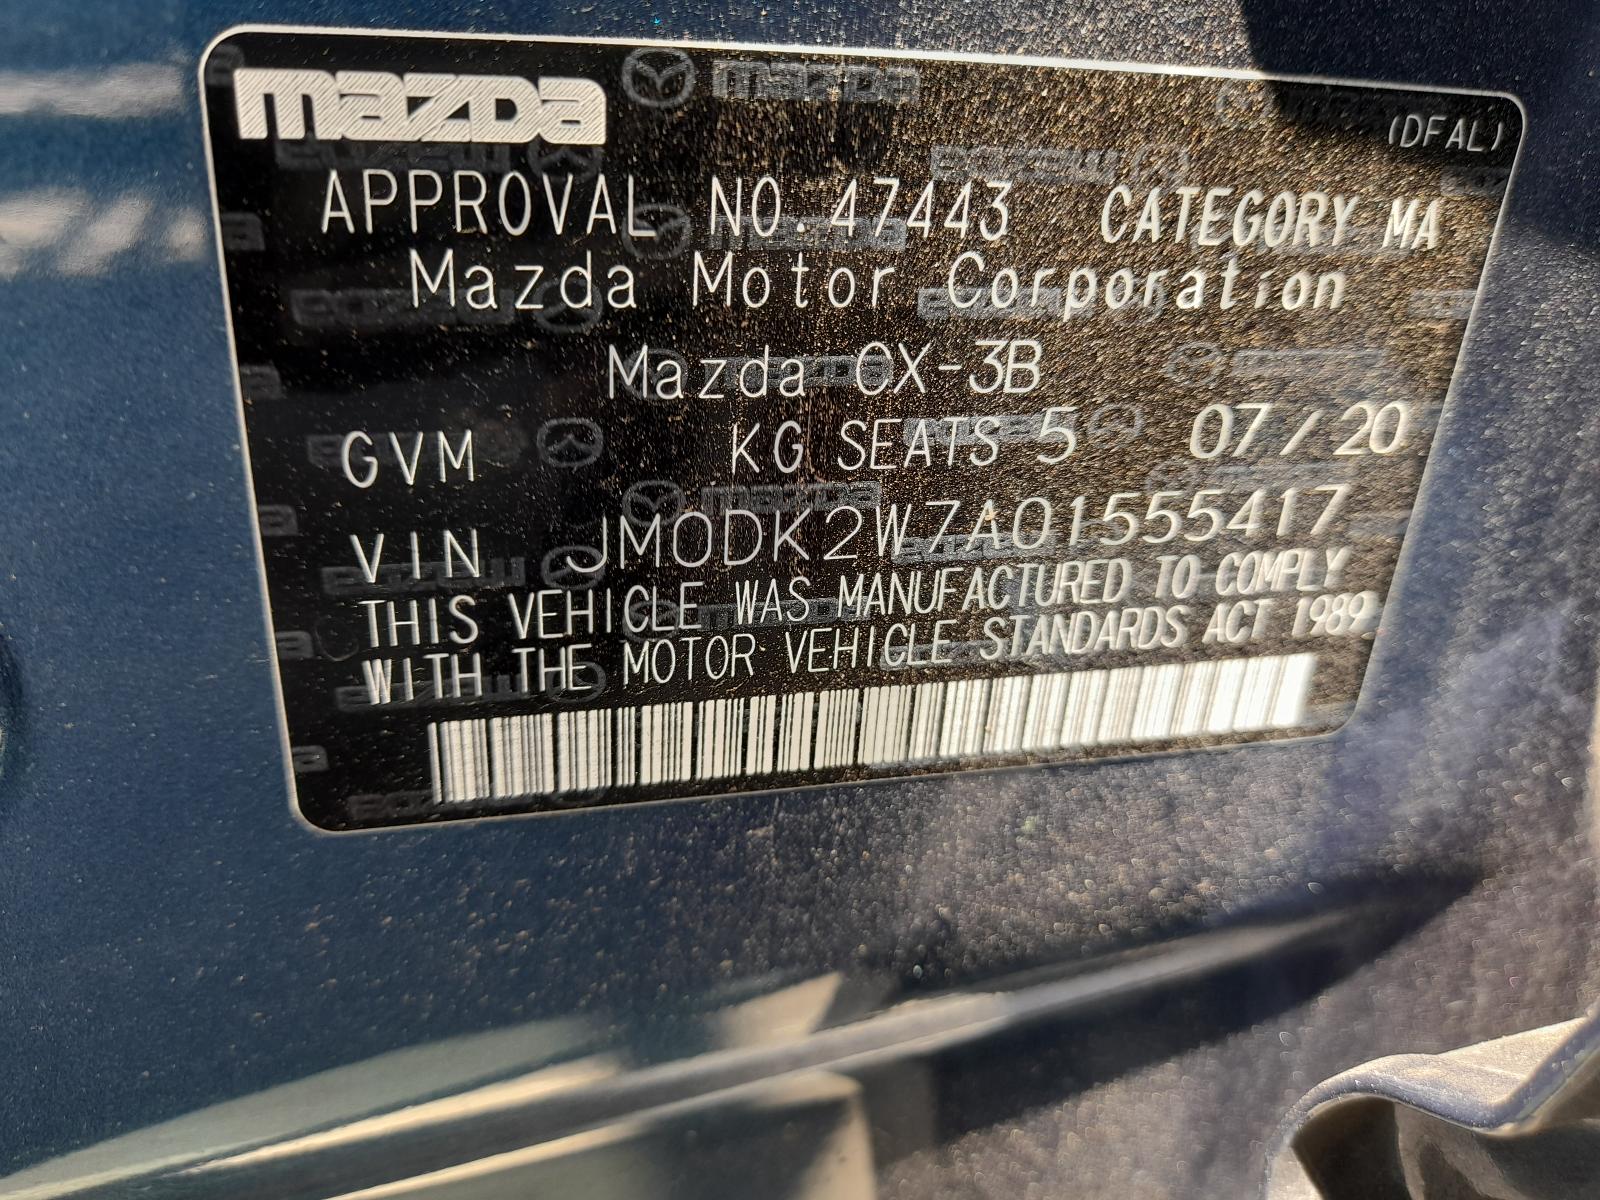 mazda
(DFAL)
APPROVAL NO. 47443 CATEGORY MA
Mazda Motor Corporation
Mazda CX-3B
GVM KG SEATS 5 07/20
VIN JM0DK2W7A01555417
THIS VEHICLE WAS MANUFACTURED TO COMPLY
WITH THE MOTOR VEHICLE STANDARDS ACT 1989.